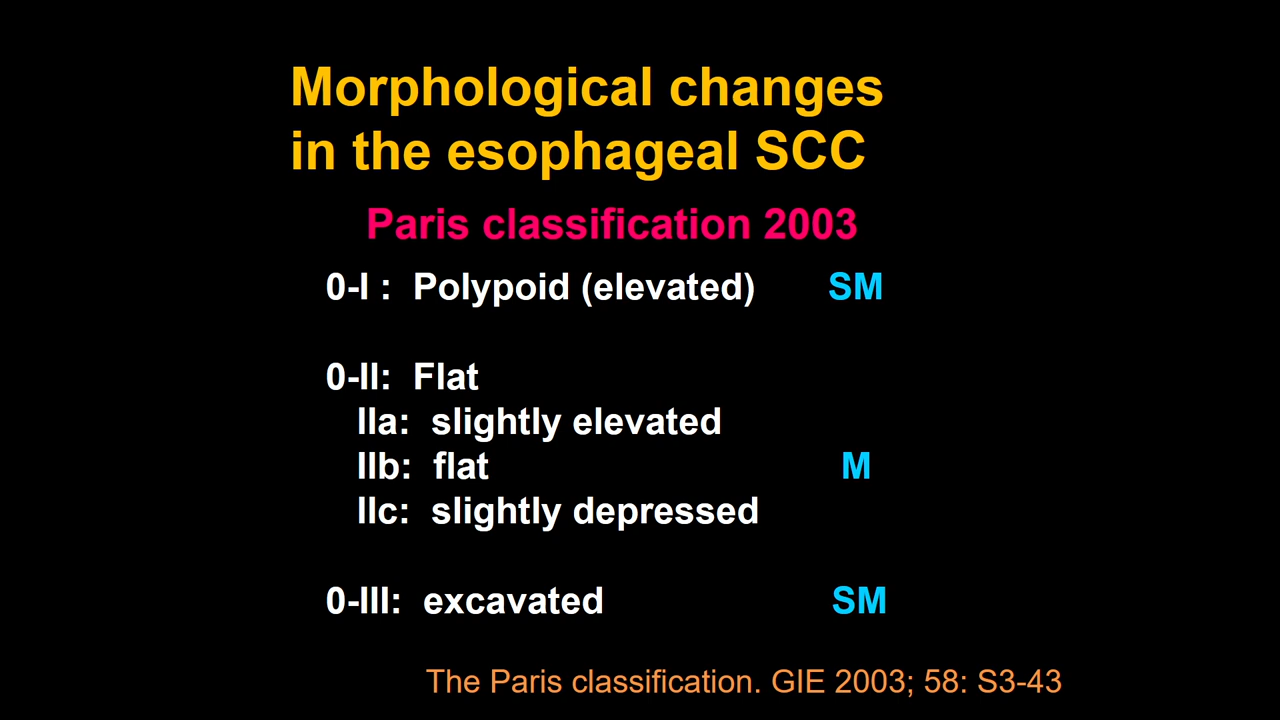 Morphological changes
in the esophageal SCC
Paris classification 2003
0-I : Polypoid (elevated) SM
0-II: Flat
IIa: slightly elevated
IIb: flat M
IIc: slightly depressed
0-III: excavated SM
The Paris classification. GIE 2003; 58: S3-43